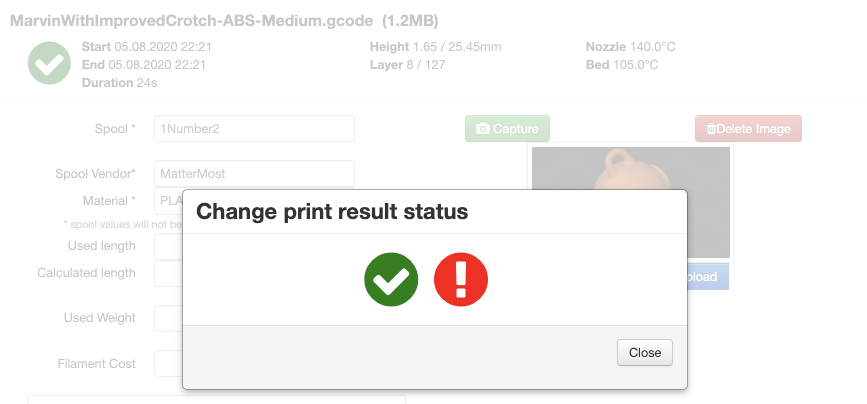 MarvinWithImprovedCrotch-ABS-Medium.gcode (1.2MB)
Start 05.08.2020 22:21
End 05.08.2020 22:21
Duration 24s
Height 1.65 / 25.45mm
Layer 8 / 127
Nozzle 140.0°C
Bed 105.0°C
Spool *
1Number2
Capture
Delete Image
Spool Vendor*
MatterMost
Material *
PLA
* spool values will not be
Used length
Calculated length
Used Weight
Filament Cost
Change print result status
Close